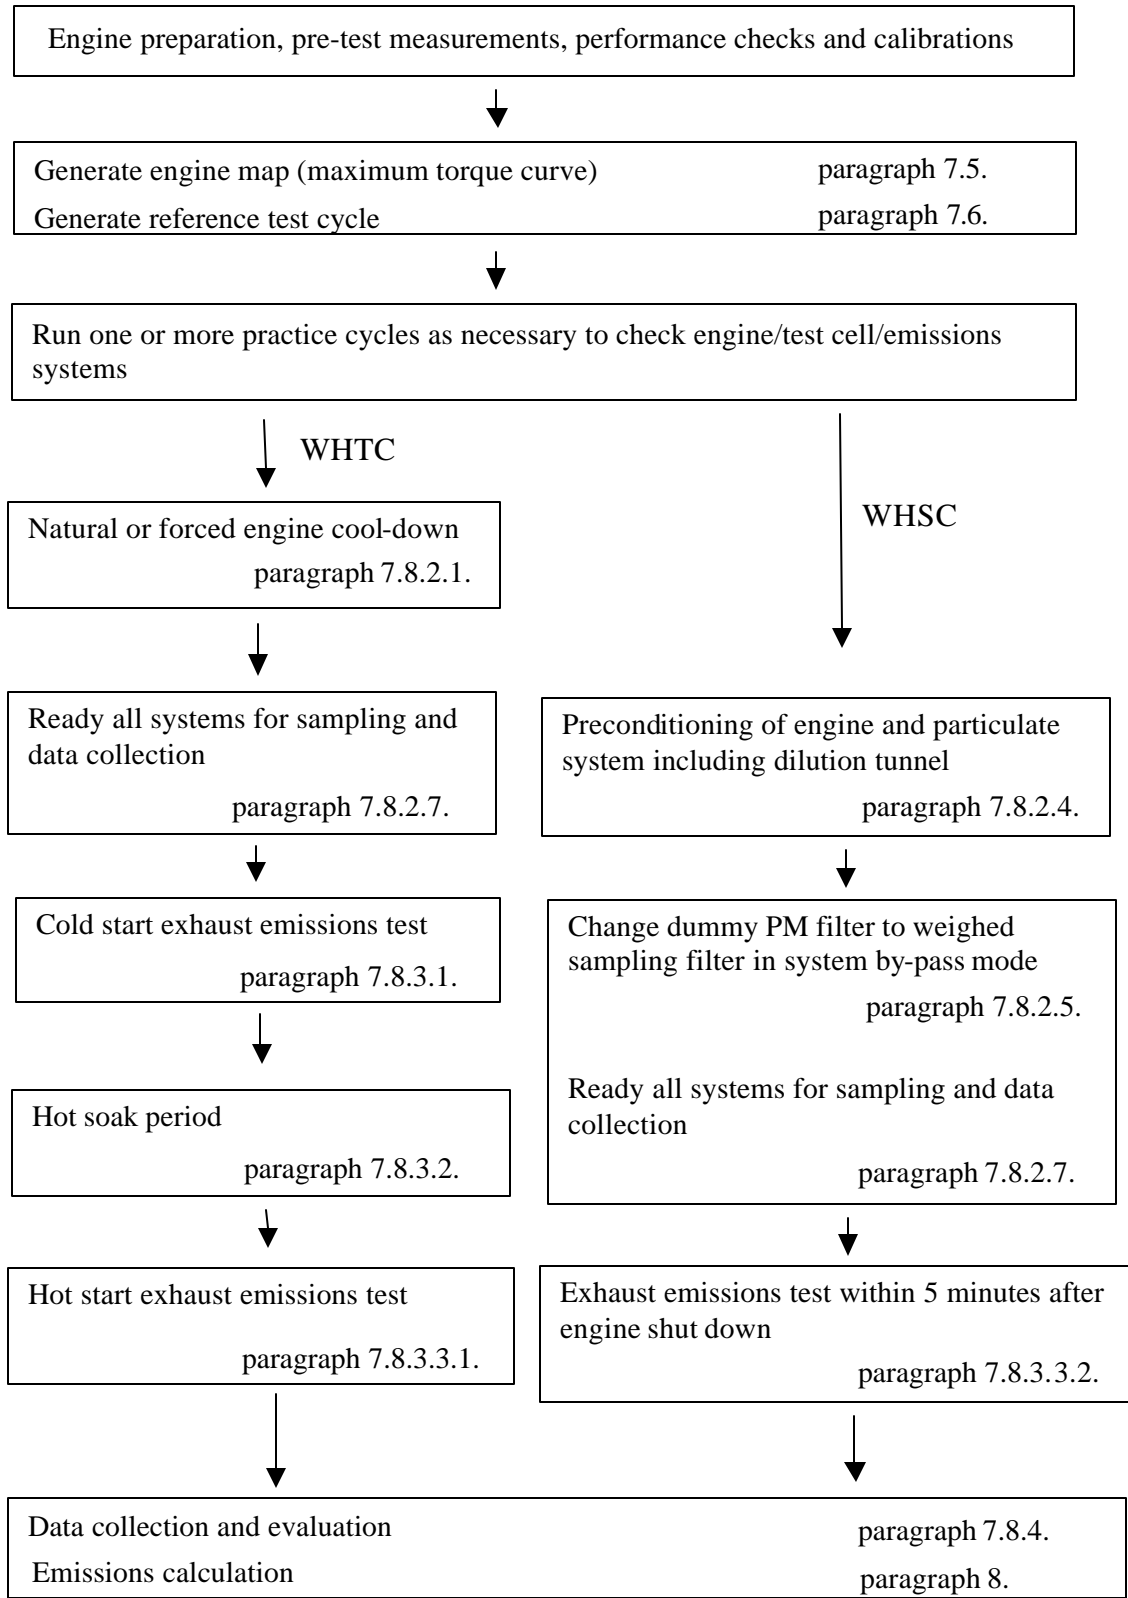 Engine preparation, pre-test measurements, performance checks and calibrations
Generate engine map (maximum torque curve) paragraph 7.5.
Generate reference test cycle paragraph 7.6.
Run one or more practice cycles as necessary to check engine/test cell/emissions
systems
WHTC
Natural or forced engine cool-down
paragraph 7.8.2.1.
Ready all systems for sampling and
data collection
paragraph 7.8.2.7.
Cold start exhaust emissions test
paragraph 7.8.3.1.
Hot soak period
paragraph 7.8.3.2.
Hot start exhaust emissions test
paragraph 7.8.3.3.1.
WHSC
Preconditioning of engine and particulate
system including dilution tunnel
paragraph 7.8.2.4.
Change dummy PM filter to weighed
sampling filter in system by-pass mode
paragraph 7.8.2.5.
Ready all systems for sampling and data
collection
paragraph 7.8.2.7.
Exhaust emissions test within 5 minutes after
engine shut down
paragraph 7.8.3.3.2.
Data collection and evaluation paragraph 7.8.4.
Emissions calculation paragraph 8.